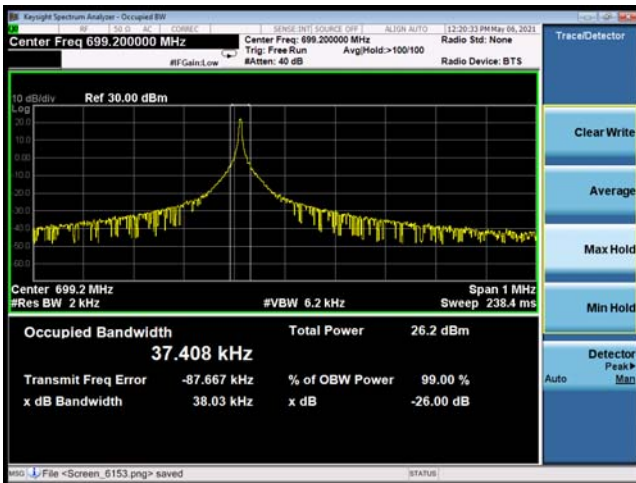 Keysight Spectrum Analyzer - Occupied BW
RF 50 Ω AC CORREC SENSE:INT SOURCE OFF ALIGN AUTO 12:20:33 PM May 06, 2021
Center Freq 699.200000 MHz
Center Freq: 699.200000 MHz
Radio Std: None
Trig: Free Run Avg|Hold:>100/100
#IFGain:Low #Atten: 40 dB Radio Device: BTS
Trace/Detector
10 dB/div Ref 30.00 dBm
Log
20.0
10.0
0.00
-10.0
-20.0
-30.0
-40.0
-50.0
-60.0
Center 699.2 MHz Span 1 MHz
#Res BW 2 kHz #VBW 6.2 kHz Sweep 238.4 ms
Occupied Bandwidth
37.408 kHz
Total Power 26.2 dBm
Transmit Freq Error -87.667 kHz % of OBW Power 99.00 %
x dB Bandwidth 38.03 kHz x dB -26.00 dB
Clear Write
Average
Max Hold
Min Hold
Detector
Peak▶
Auto Man
MSG File <Screen_6153.png> saved STATUS